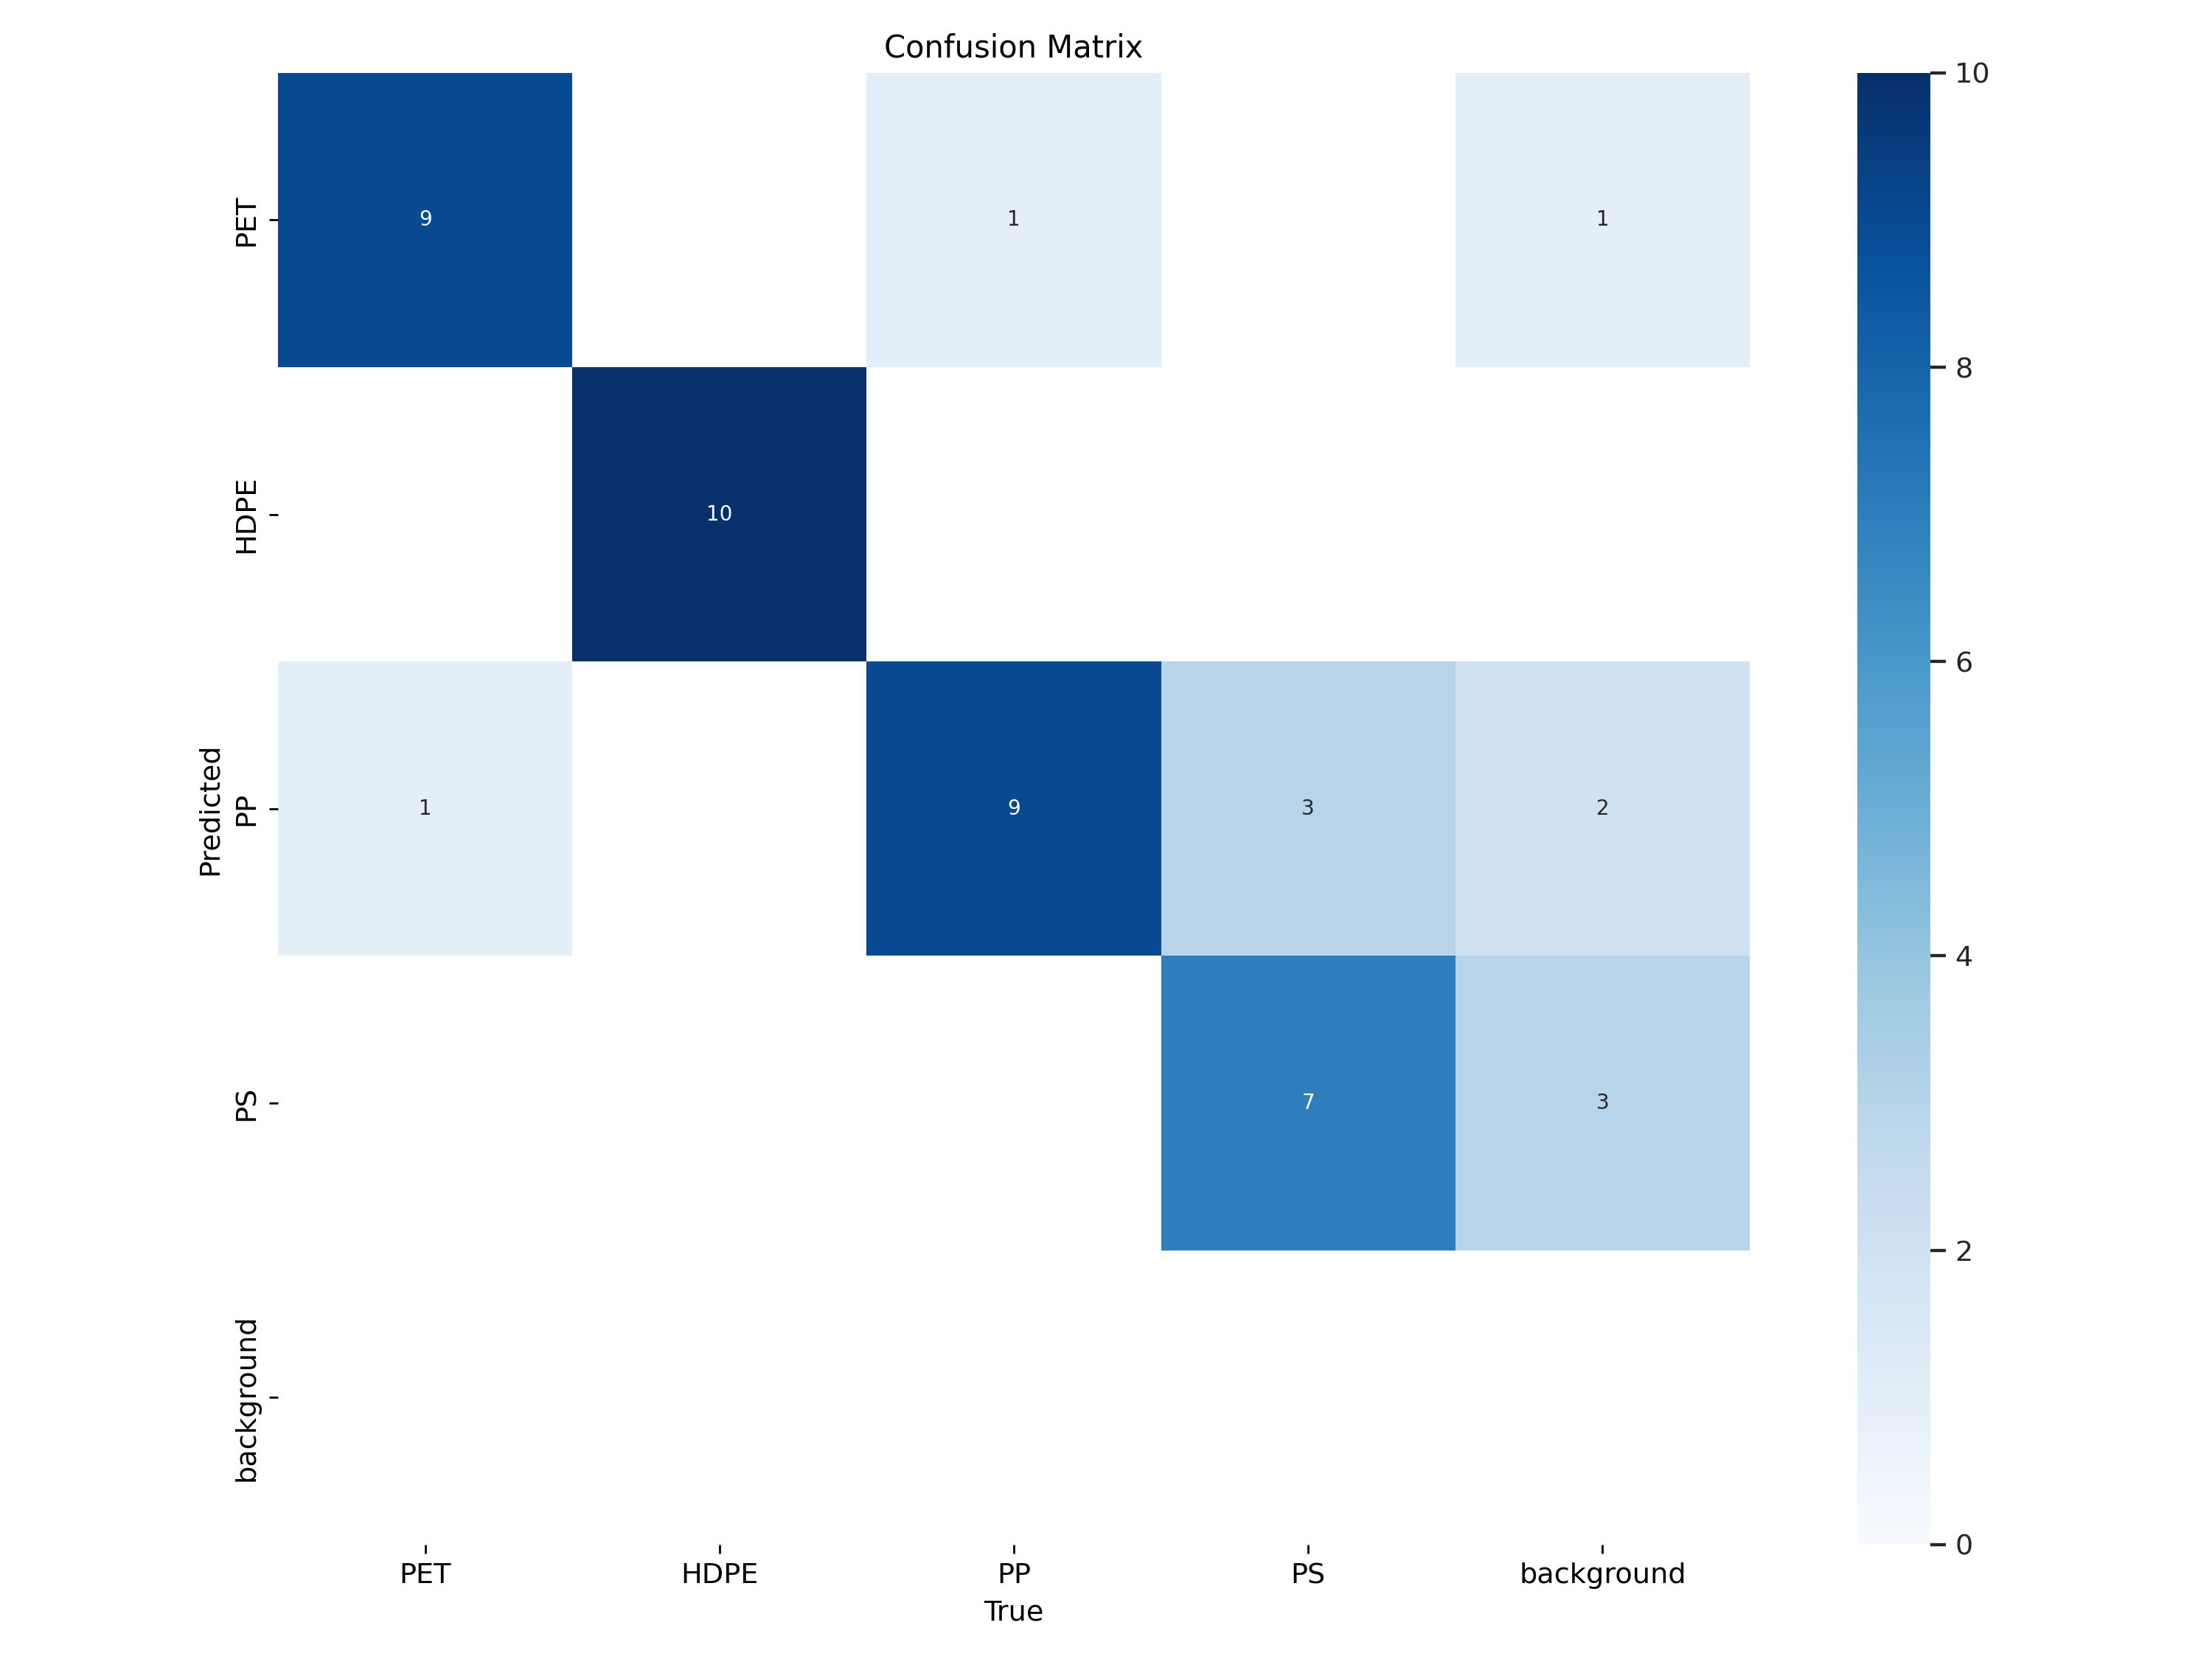 Confusion Matrix
PET
9
1
1
HDPE
10
PP
1
9
3
2
PS
7
3
background
Predicted
PET
HDPE
PP
PS
background
True
10
8
6
4
2
0